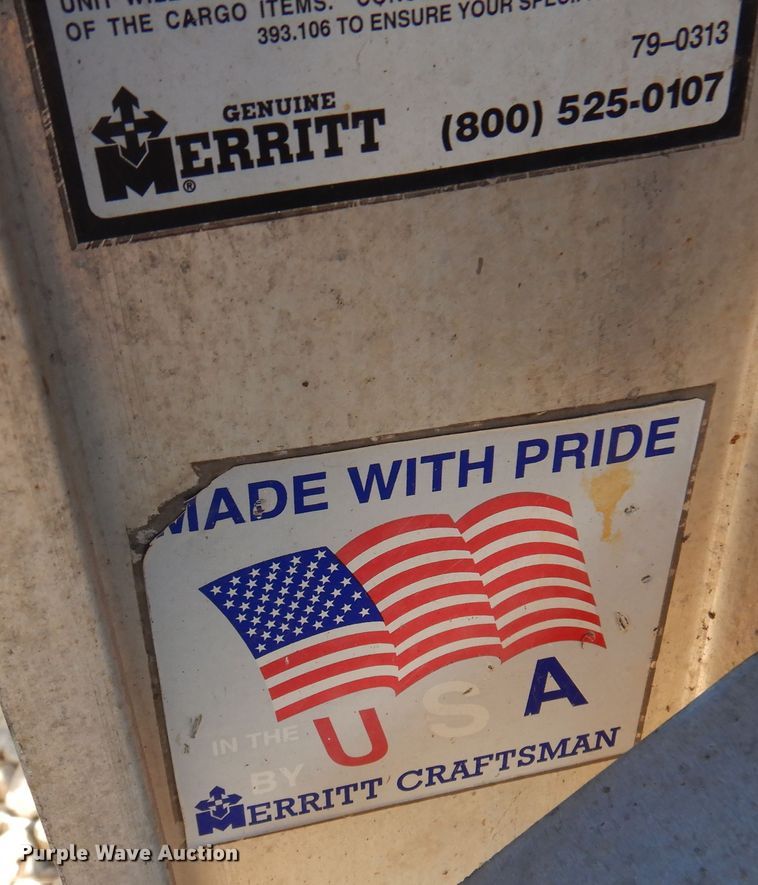 OF THE CARGO ITEMS.
393.106 TO ENSURE YOUR
79–0313
GENUINE
MERRITT®
(800) 525-0107
MADE WITH PRIDE
IN THE USA
BY
MERRITT CRAFTSMAN
Purple Wave Auction